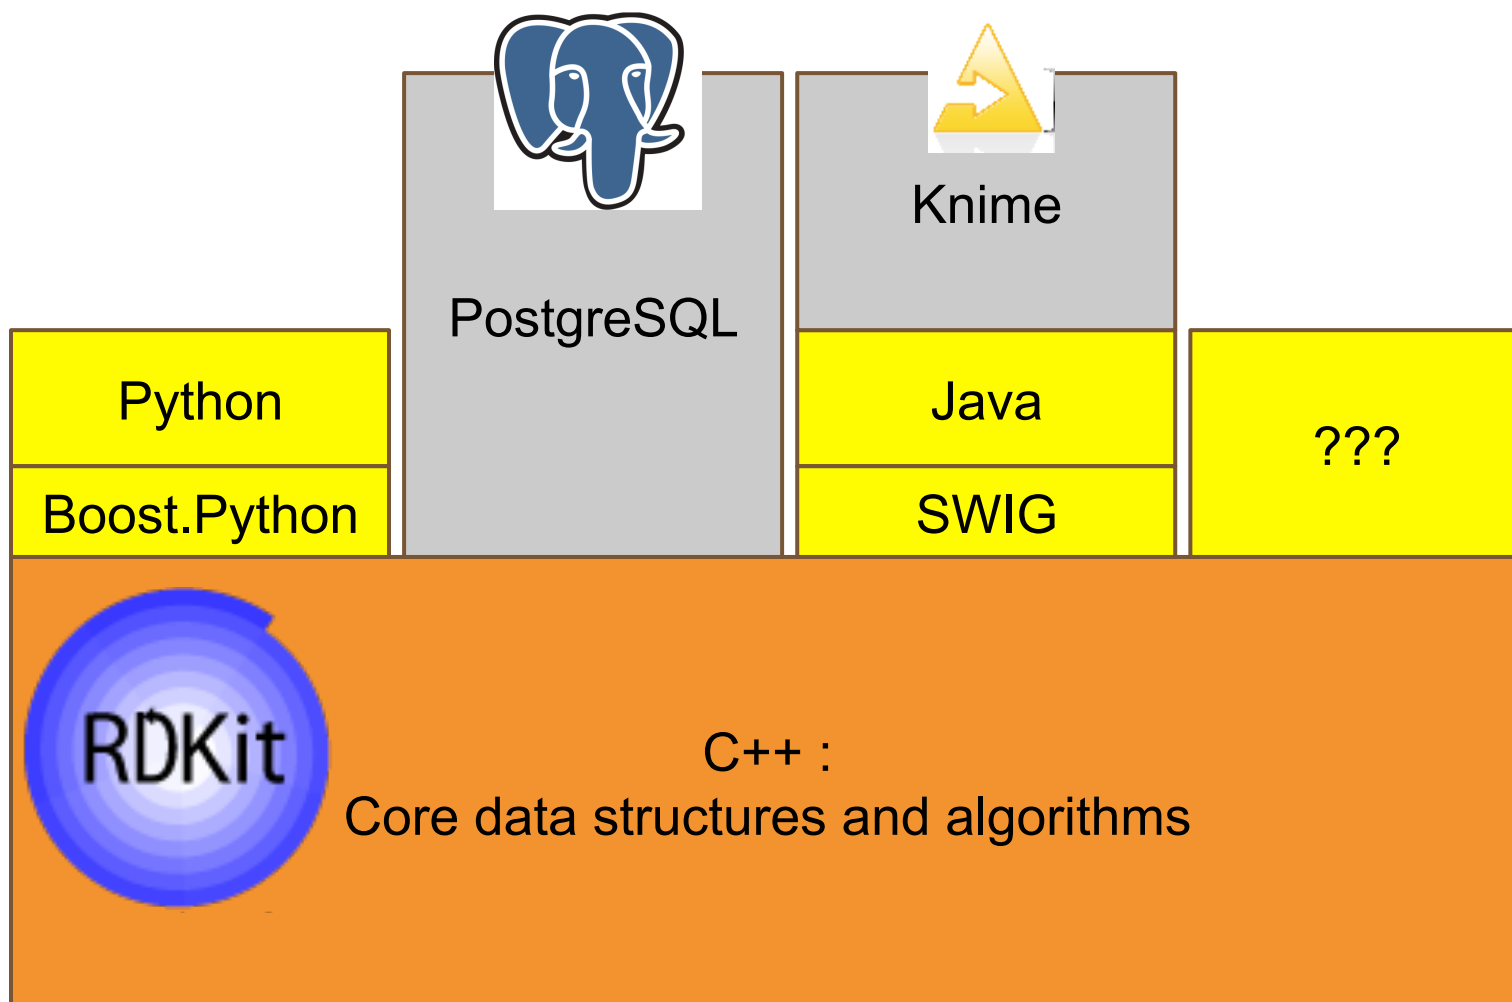 Knime
PostgreSQL
Python
Java
???
Boost.Python
SWIG
RDKit
C++ :
Core data structures and algorithms